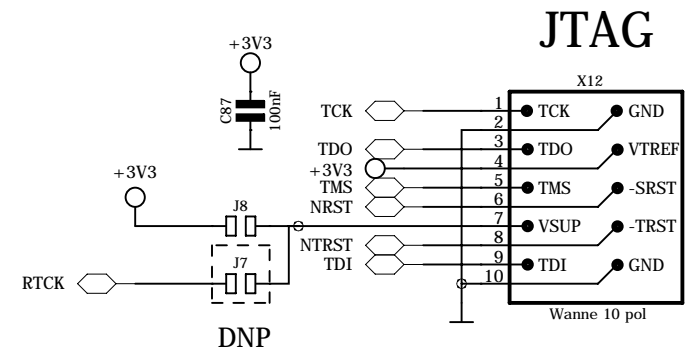 JTAG
+3V3
X12
C87
100nF
TCK
1
TCK
GND
2
TDO
3
TDO
VTREF
+3V3
4
TMS
5
TMS
-SRST
NRST
6
+3V3
J8
7
VSUP
-TRST
NTRST
8
TDI
9
TDI
GND
10
J7
RTCK
Wanne 10 pol
DNP